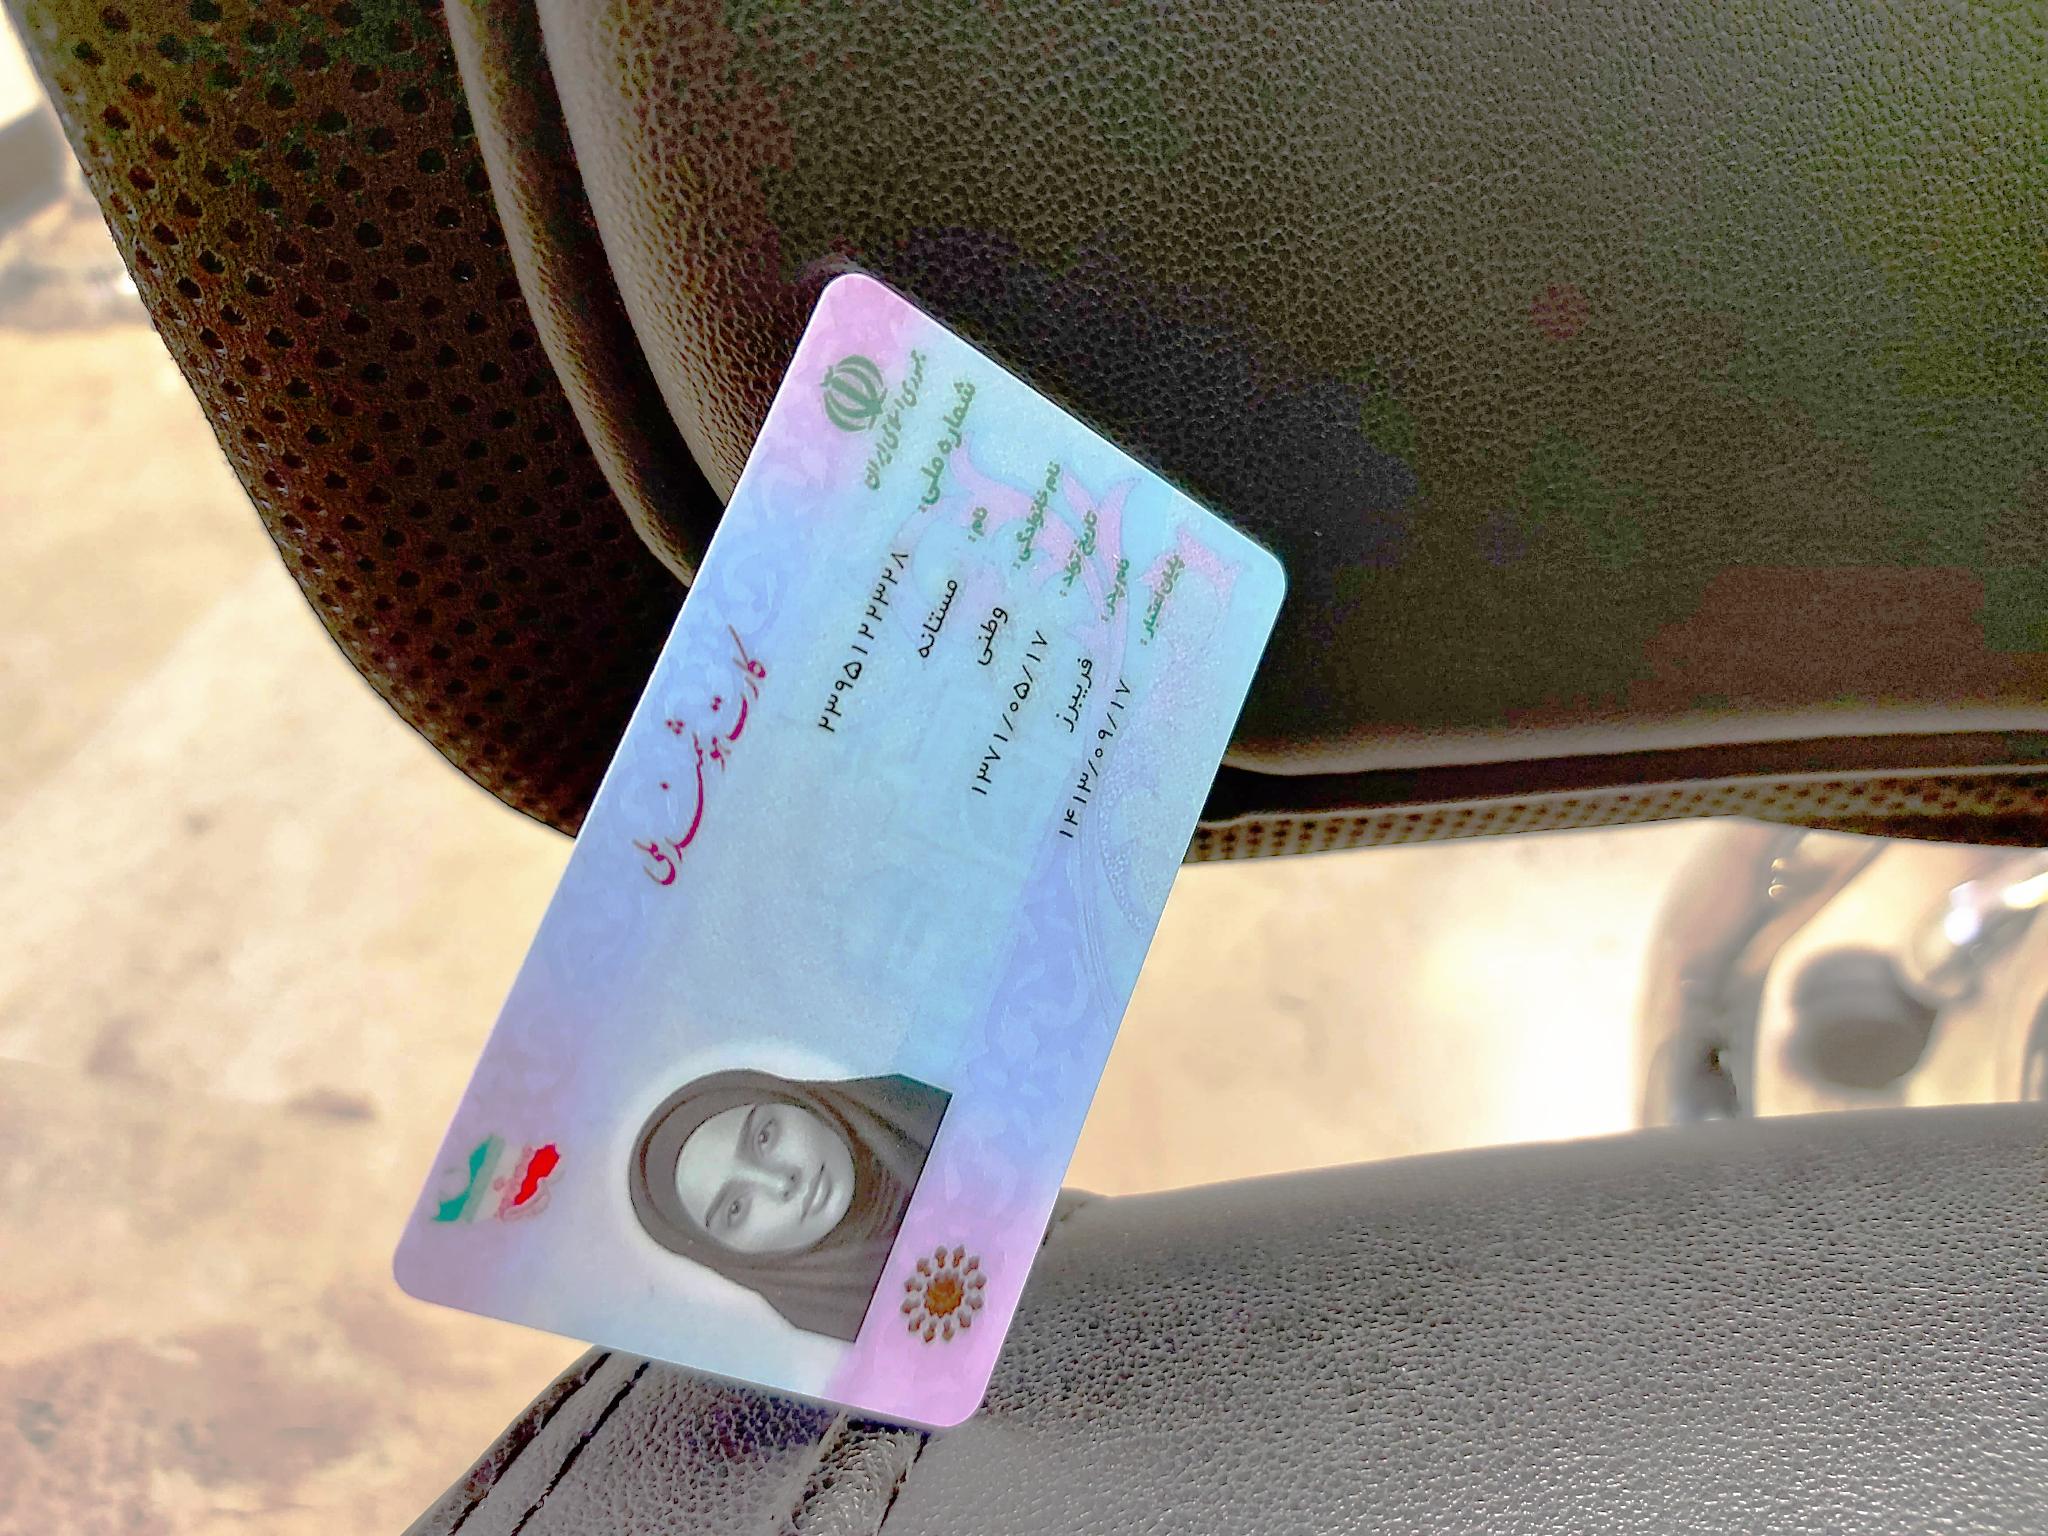 جمهوری اسلامی ایران
کارت هوشمند ملی
شماره ملی: ۲۳۹۵۱۲۲۳۲۸
نام: مستانه
نام خانوادگی: وطنی
تاریخ تولد: ۱۳۷۱/۰۵/۱۷
نام پدر: فریبرز
پایان اعتبار: ۱۴۱۳/۰۹/۱۷